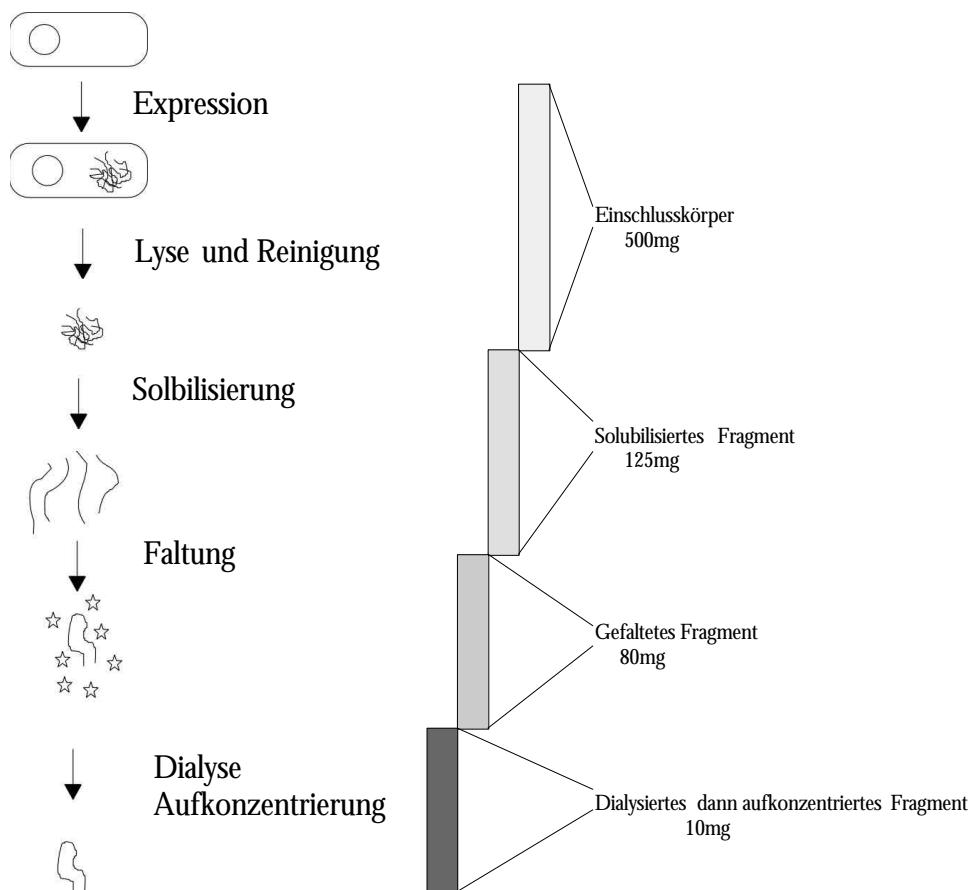 Expression
Lyse und Reinigung
Solbilisierung
Faltung
Dialyse
Aufkonzentrierung
Einschlusskörper
500mg
Solubilisiertes Fragment
125mg
Gefaltetes Fragment
80mg
Dialysiertes dann aufkonzentriertes Fragment
10mg